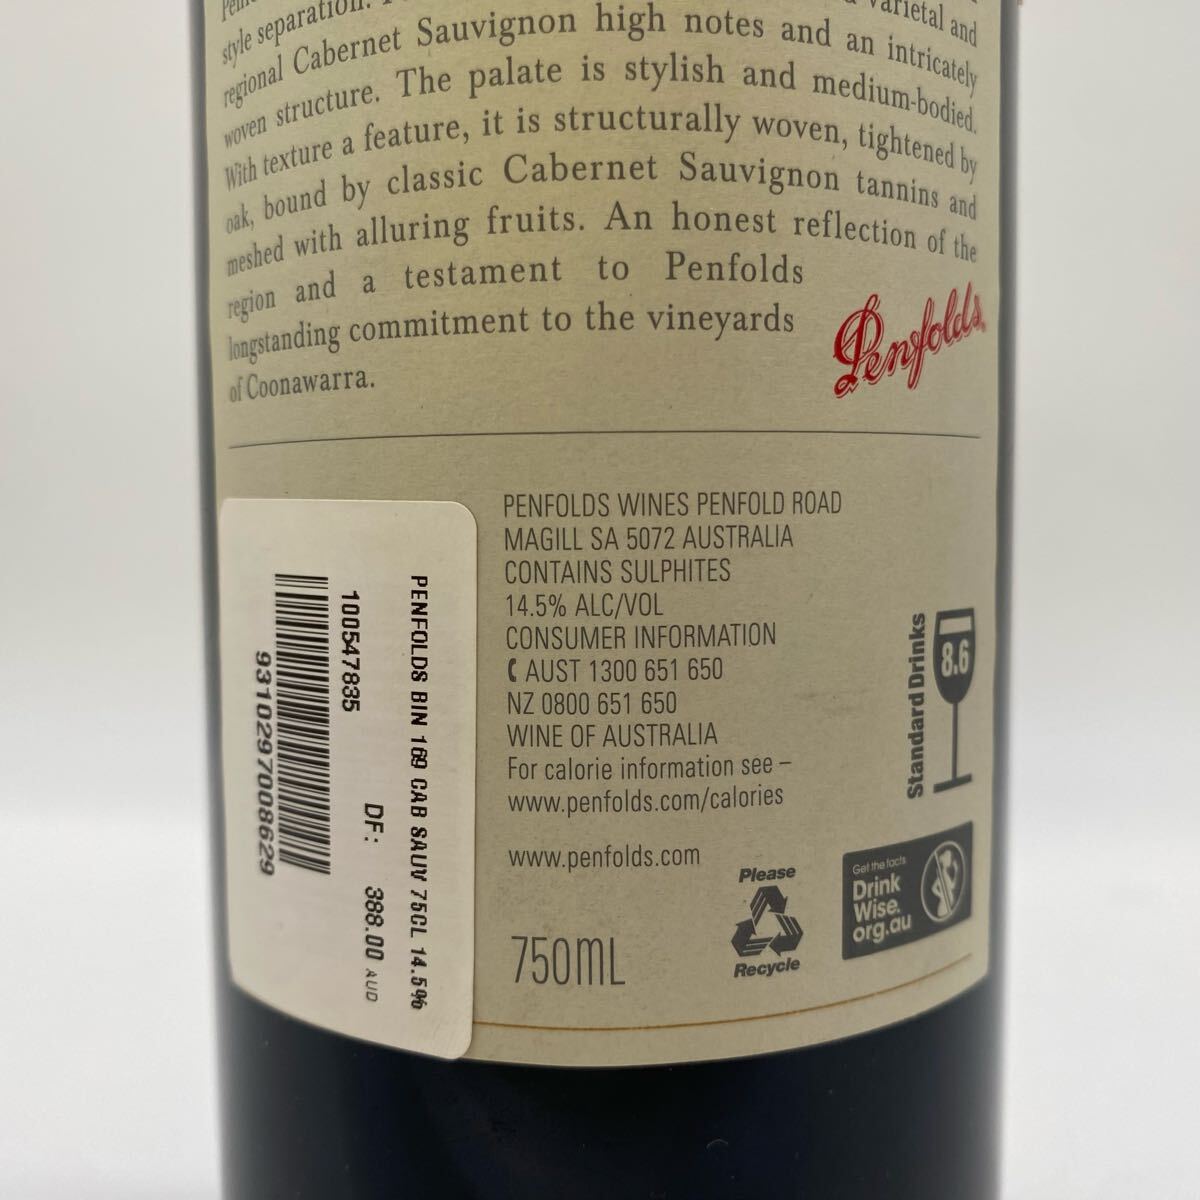 style separation.
varietal and
regional Cabernet Sauvignon high notes and an intricately
woven structure. The palate is stylish and medium-bodied.
With texture a feature, it is structurally woven, tightened by
oak, bound by classic Cabernet Sauvignon tannins and
meshed with alluring fruits. An honest reflection of the
region and a testament to Penfolds
longstanding commitment to the vineyards
of Coonawarra.
Penfolds
PENFOLDS WINES PENFOLD ROAD
MAGILL SA 5072 AUSTRALIA
CONTAINS SULPHITES
14.5% ALC/VOL
CONSUMER INFORMATION
AUST 1300 651 650
NZ 0800 651 650
WINE OF AUSTRALIA
For calorie information see –
www.penfolds.com/calories
www.penfolds.com
750mL
Please
Recycle
Standard Drinks
8.6
Get the facts
Drink
Wise.
org.au
PENFOLDS BIN 169 CAB SAUV 75CL 14.5%
100547835
DF: 388.00 AUD
9310297008629